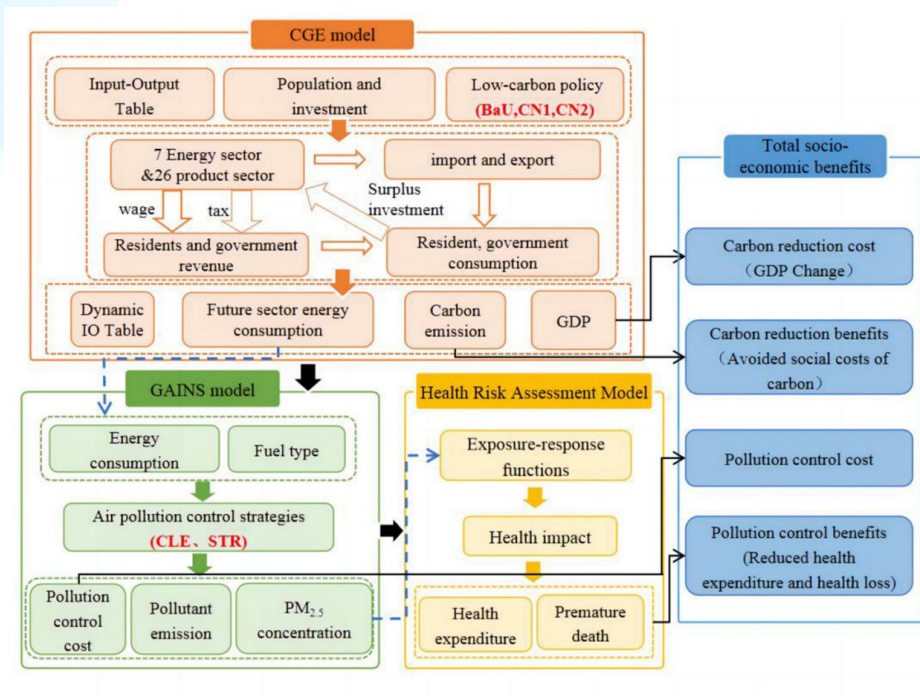 CGE model
Input-Output
Table
Population and
investment
Low-carbon policy
(BaU,CN1,CN2)
7 Energy sector
&26 product sector
import and export
wage
tax
Surplus
investment
Residents and government
revenue
Resident, government
consumption
Dynamic
IO Table
Future sector energy
consumption
Carbon
emission
GDP
GAINS model
Energy
consumption
Fuel type
Air pollution control strategies
(CLE、STR)
Pollution
control
cost
Pollutant
emission
PM2.5
concentration
Health Risk Assessment Model
Exposure-response
functions
Health impact
Health
expenditure
Premature
death
Total socio-
economic benefits
Carbon reduction cost
（GDP Change）
Carbon reduction benefits
（Avoided social costs of
carbon）
Pollution control cost
Pollution control benefits
(Reduced health
expenditure and health loss)